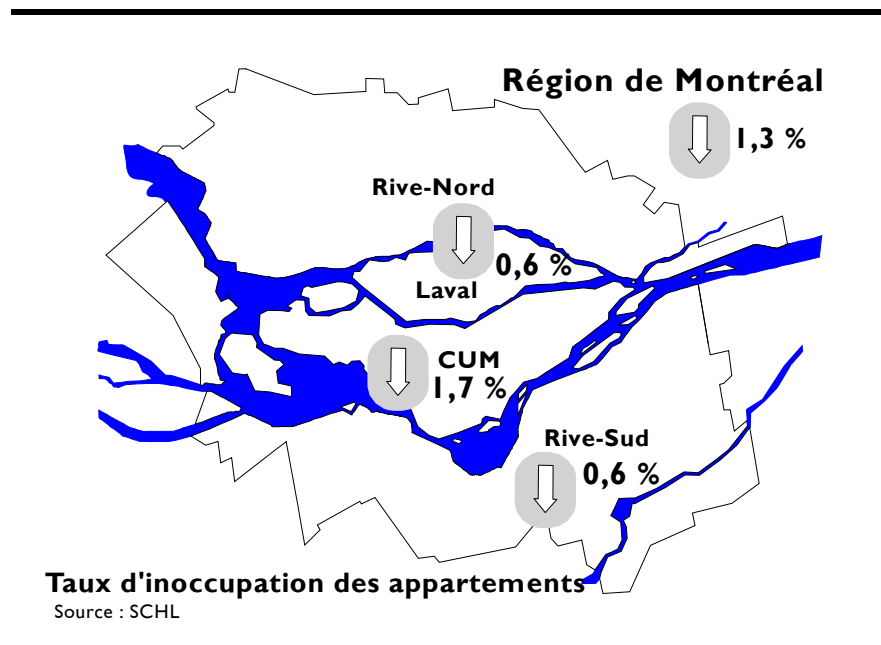 Région de Montréal
1,3 %
Rive-Nord
0,6 %
Laval
CUM
1,7 %
Rive-Sud
0,6 %
Taux d'inoccupation des appartements
Source : SCHL